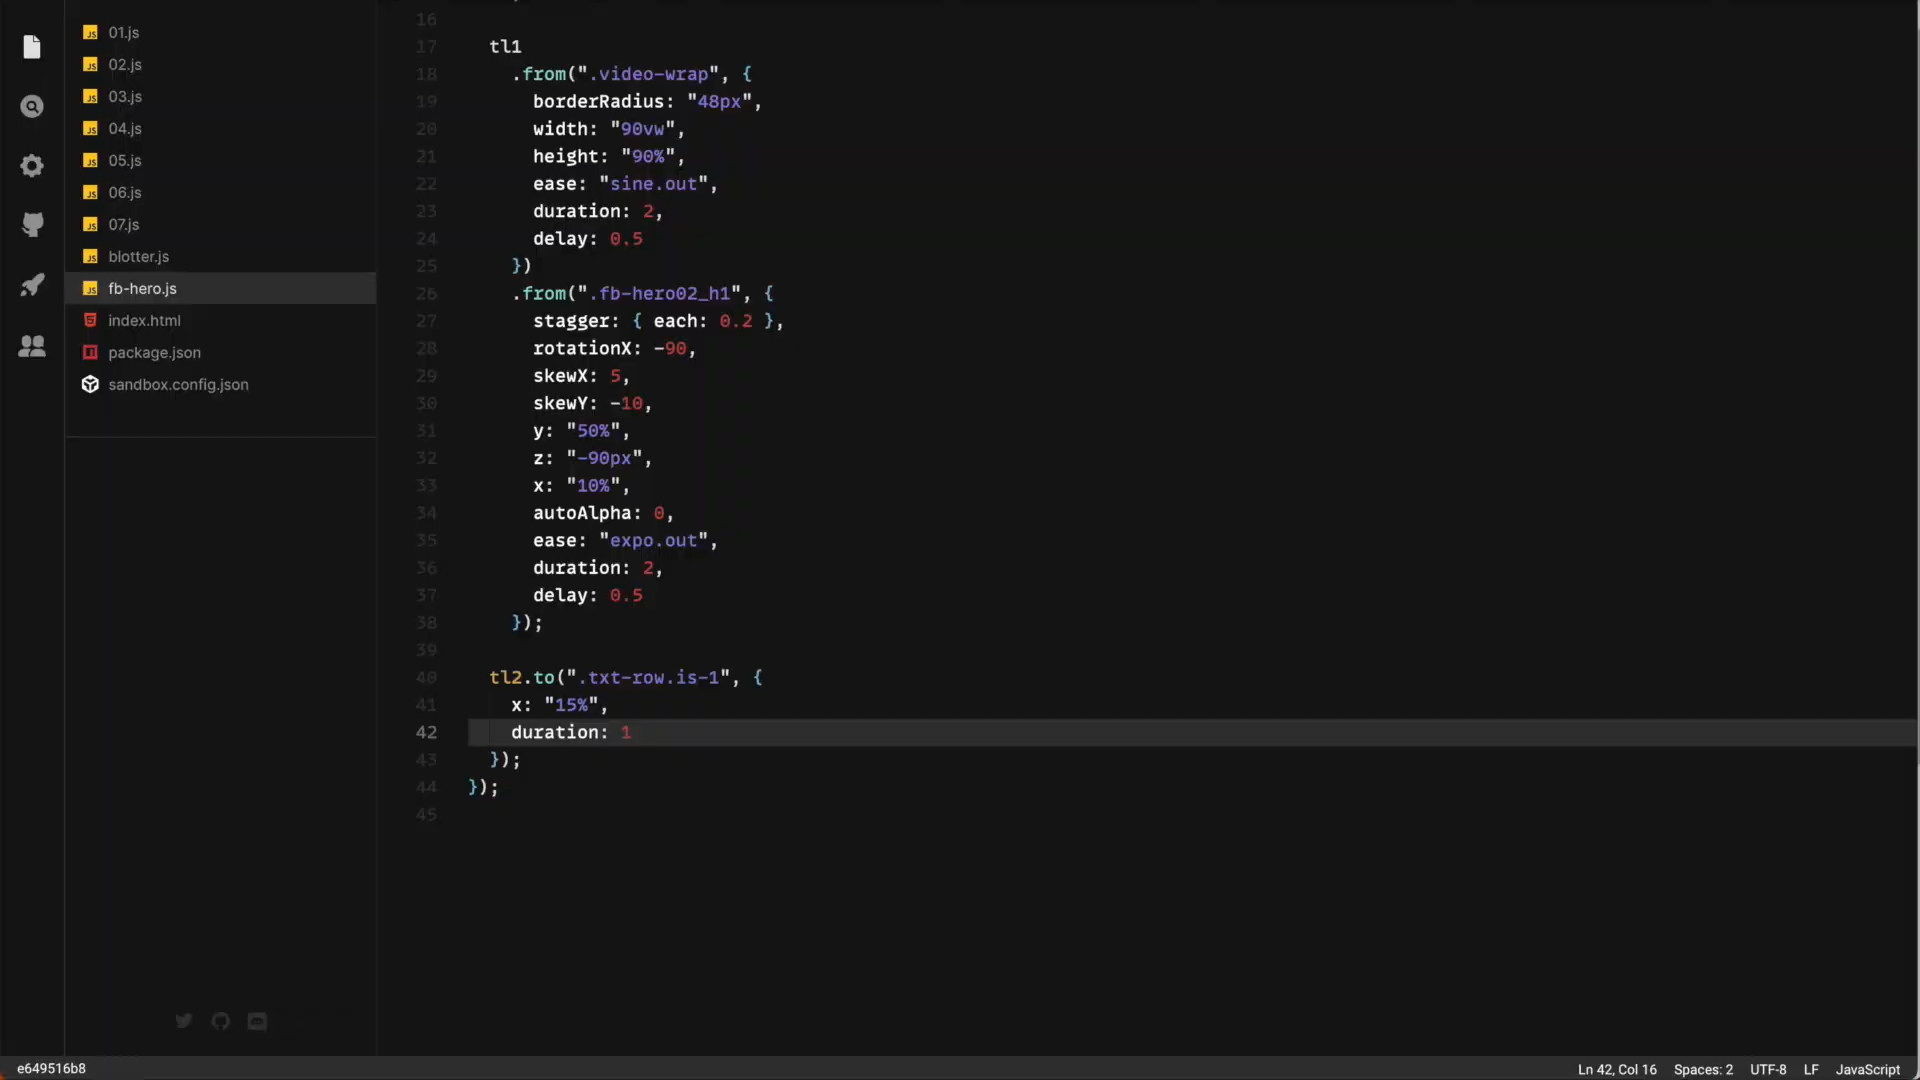 01.js
02.js
03.js
04.js
05.js
06.js
07.js
blotter.js
fb-hero.js
index.html
package.json
sandbox.config.json
16
17 tl1
18 .from(".video-wrap", {
19 borderRadius: "48px",
20 width: "90vw",
21 height: "90%",
22 ease: "sine.out",
23 duration: 2,
24 delay: 0.5
25 })
26 .from(".fb-hero02_h1", {
27 stagger: { each: 0.2 },
28 rotationX: -90,
29 skewX: 5,
30 skewY: -10,
31 y: "50%",
32 z: "-90px",
33 x: "10%",
34 autoAlpha: 0,
35 ease: "expo.out",
36 duration: 2,
37 delay: 0.5
38 });
39
40 tl2.to(".txt-row.is-1", {
41 x: "15%",
42 duration: 1
43 });
44 });
45
e649516b8
Ln 42, Col 16 Spaces: 2 UTF-8 LF JavaScript